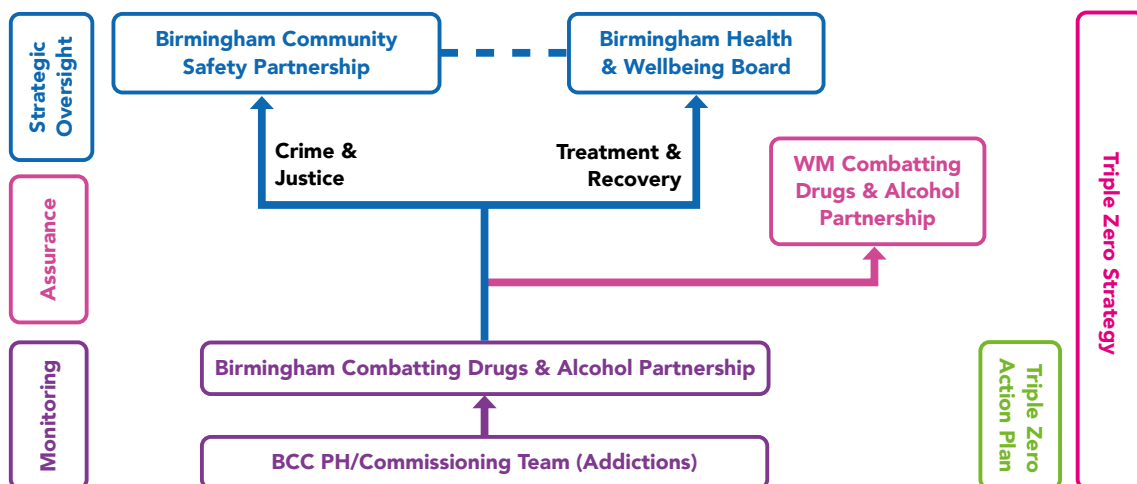 Strategic
Oversight
Birmingham Community
Safety Partnership
Birmingham Health
& Wellbeing Board
Crime &
Justice
Treatment &
Recovery
Assurance
WM Combatting
Drugs & Alcohol
Partnership
Monitoring
Birmingham Combatting Drugs & Alcohol Partnership
BCC PH/Commissioning Team (Addictions)
Triple Zero
Action Plan
Triple Zero Strategy